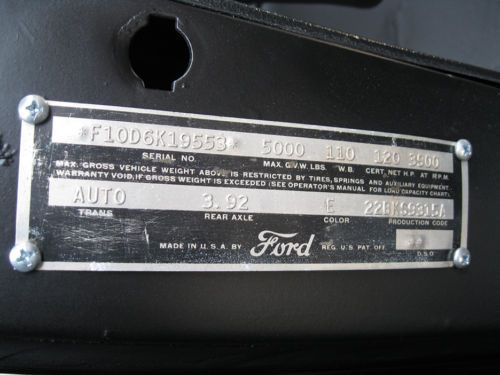 *F10D6K19553* 5000 110 120 3900
SERIAL NO. MAX. G.V.W. LBS. W.B. CERT. NET H.P. AT R.P.M.
MAX. GROSS VEHICLE WEIGHT ABOVE IS RESTRICTED BY TIRES, SPRINGS AND AUXILIARY EQUIPMENT.
WARRANTY VOID, IF GROSS WEIGHT IS EXCEEDED (SEE OPERATOR'S MANUAL FOR LOAD CAPACITY CHART)
AUTO 3.92 E
TRANS REAR AXLE COLOR PRODUCTION CODE
MADE IN U.S.A. BY Ford REG. U.S. PAT. OFF.
D.S.O.